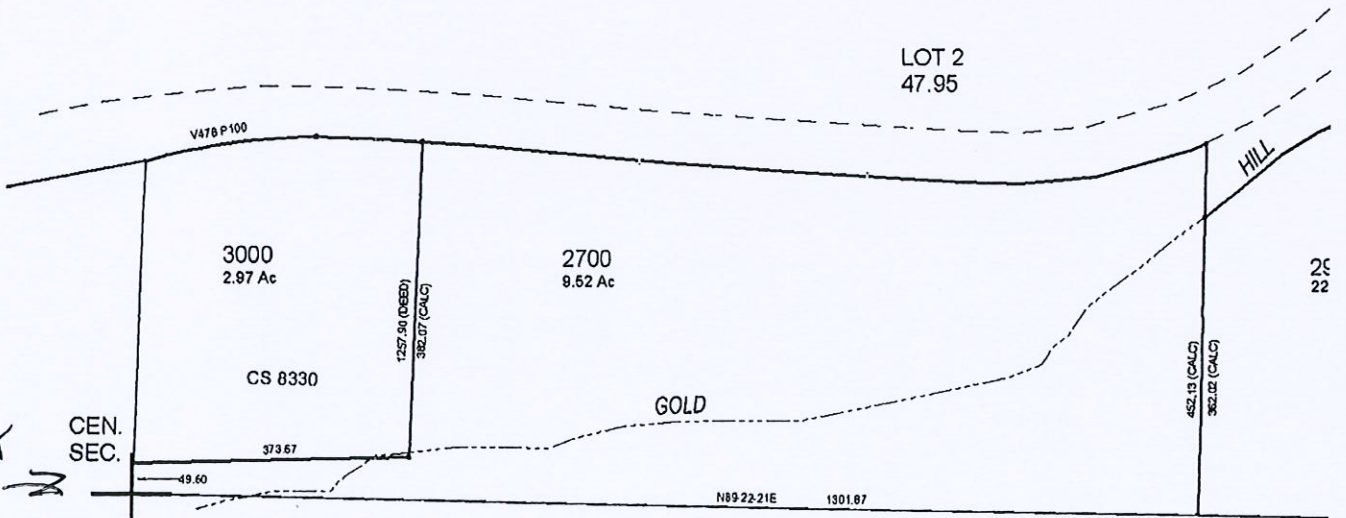 LOT 2
47.95
V476 P100
HILL
3000
2.97 Ac
2700
9.52 Ac
29
22
1257.90 (DEED)
382.07 (CALC)
CS 8330
452.13 (CALC)
362.02 (CALC)
GOLD
CEN.
SEC.
373.67
49.60
N89-22-21E 1301.87